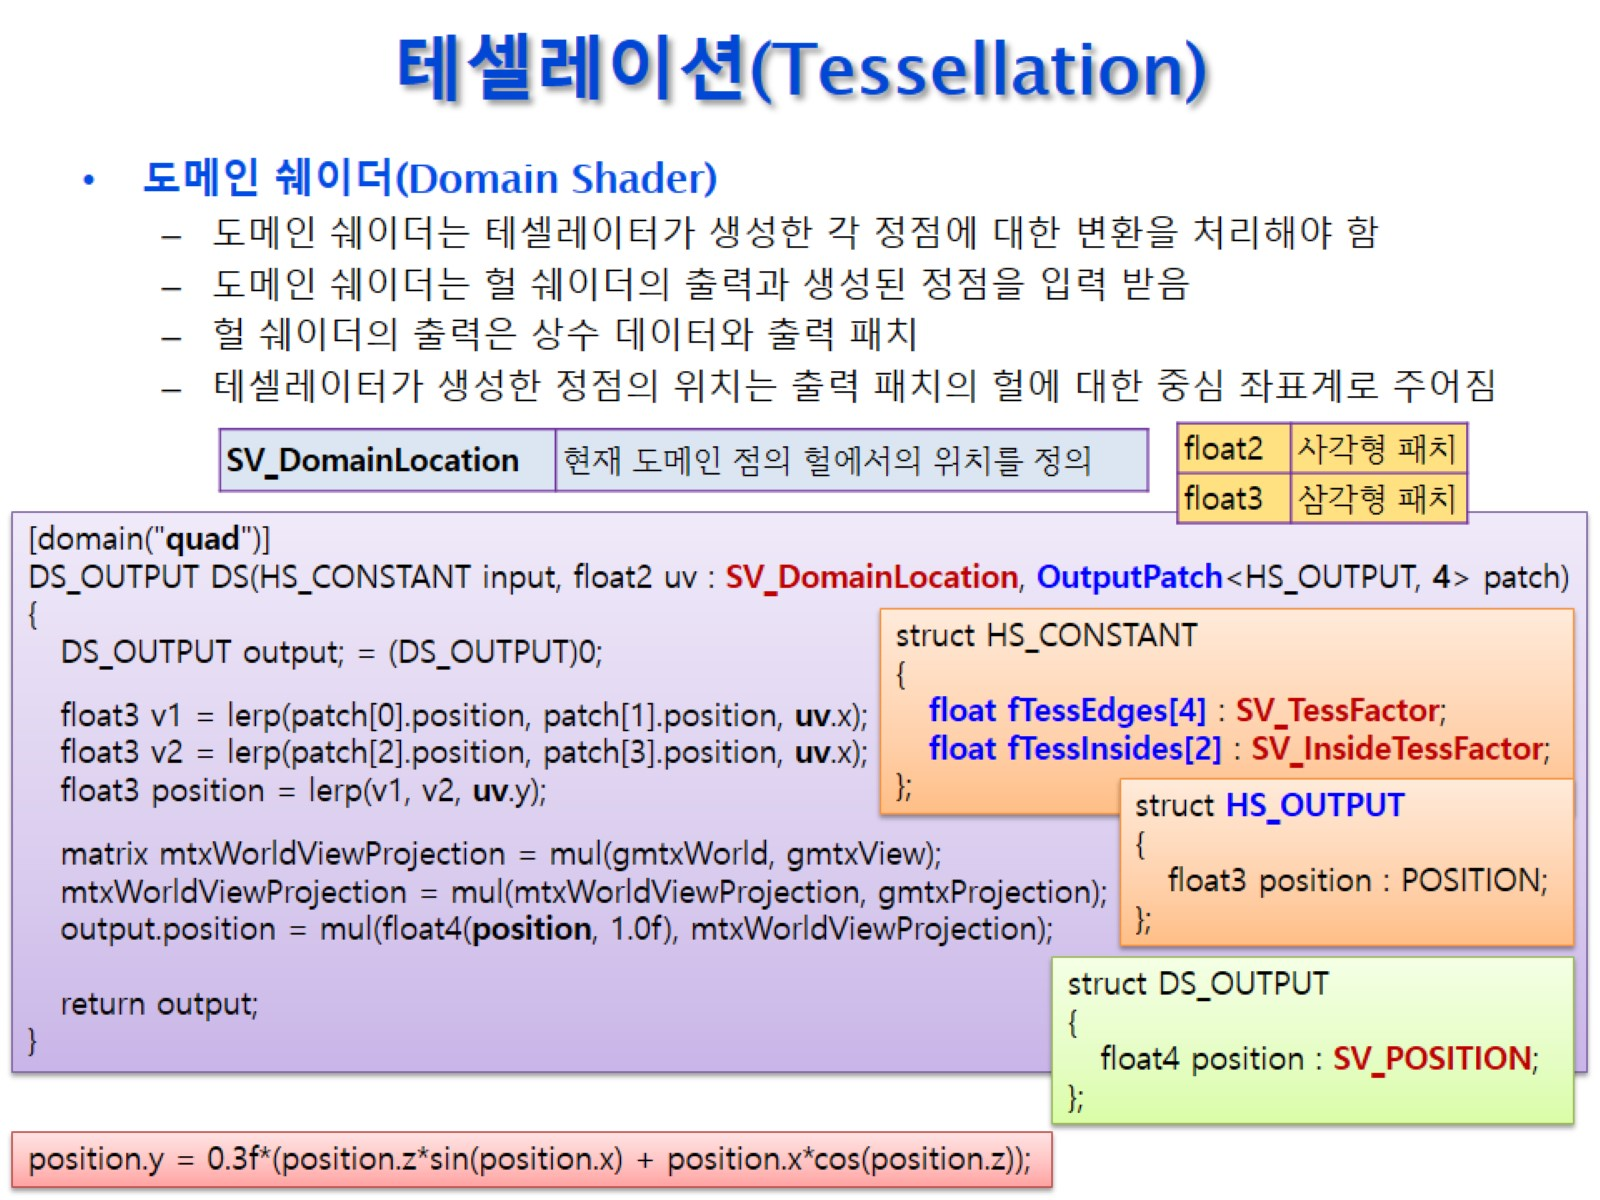 테셀레이션(Tessellation)
• 도메인 쉐이더(Domain Shader)
– 도메인 쉐이더는 테셀레이터가 생성한 각 정점에 대한 변환을 처리해야 함
– 도메인 쉐이더는 헐 쉐이더의 출력과 생성된 정점을 입력 받음
– 헐 쉐이더의 출력은 상수 데이터와 출력 패치
– 테셀레이터가 생성한 정점의 위치는 출력 패치의 헐에 대한 중심 좌표계로 주어짐
SV_DomainLocation 현재 도메인 점의 헐에서의 위치를 정의
float2 사각형 패치
float3 삼각형 패치
[domain("quad")]
DS_OUTPUT DS(HS_CONSTANT input, float2 uv : SV_DomainLocation, OutputPatch<HS_OUTPUT, 4> patch)
{
DS_OUTPUT output; = (DS_OUTPUT)0;
float3 v1 = lerp(patch[0].position, patch[1].position, uv.x);
float3 v2 = lerp(patch[2].position, patch[3].position, uv.x);
float3 position = lerp(v1, v2, uv.y);
matrix mtxWorldViewProjection = mul(gmtxWorld, gmtxView);
mtxWorldViewProjection = mul(mtxWorldViewProjection, gmtxProjection);
output.position = mul(float4(position, 1.0f), mtxWorldViewProjection);
return output;
}
struct HS_CONSTANT
{
float fTessEdges[4] : SV_TessFactor;
float fTessInsides[2] : SV_InsideTessFactor;
};
struct HS_OUTPUT
{
float3 position : POSITION;
};
struct DS_OUTPUT
{
float4 position : SV_POSITION;
};
position.y = 0.3f*(position.z*sin(position.x) + position.x*cos(position.z));